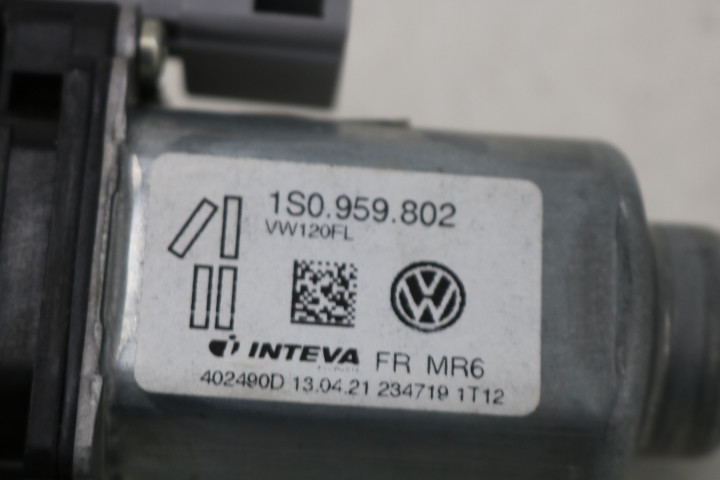 1S0.959.802
VW120FL
INTEVA FR MR6
402490D 13.04.21 234719 1T12